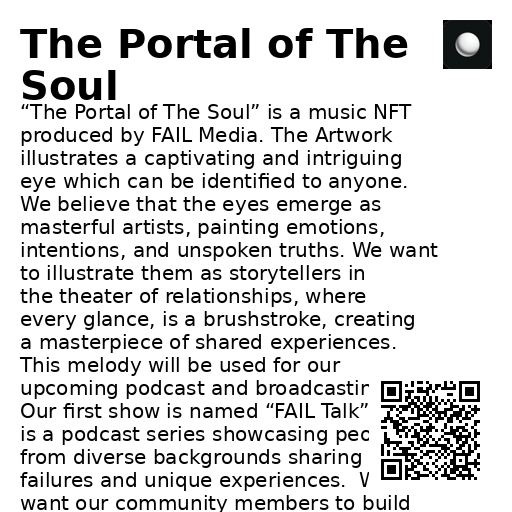 The Portal of The
Soul
“The Portal of The Soul” is a music NFT
produced by FAIL Media. The Artwork
illustrates a captivating and intriguing
eye which can be identified to anyone.
We believe that the eyes emerge as
masterful artists, painting emotions,
intentions, and unspoken truths. We want
to illustrate them as storytellers in
the theater of relationships, where
every glance, is a brushstroke, creating
a masterpiece of shared experiences.
This melody will be used for our
upcoming podcast and
Our first show is named “FAIL Talk”
is a podcast series showcasing
from diverse backgrounds sharing
failures and unique experiences.
want our community members to build